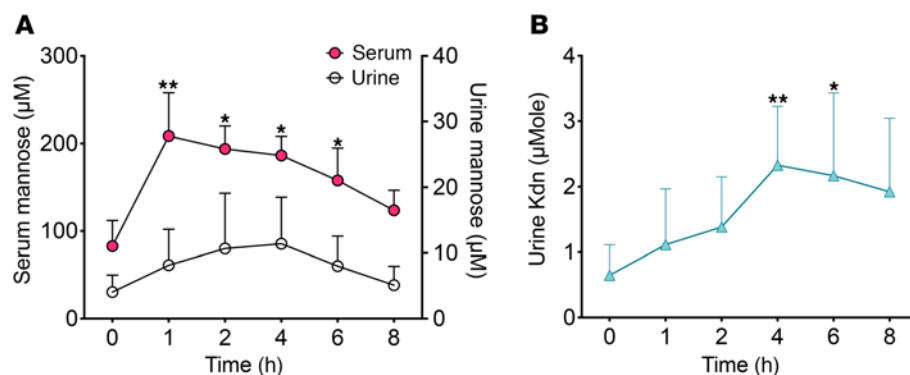 A
Serum mannose (µM)
300
200
100
0
Serum
Urine
**
*
*
*
40
30
20
10
0
Urine mannose
(µM)
0 1 2 4 6 8
Time (h)
B
Urine Kdn (µMole)
4
3
2
1
0
**
*
0 1 2 4 6 8
Time (h)